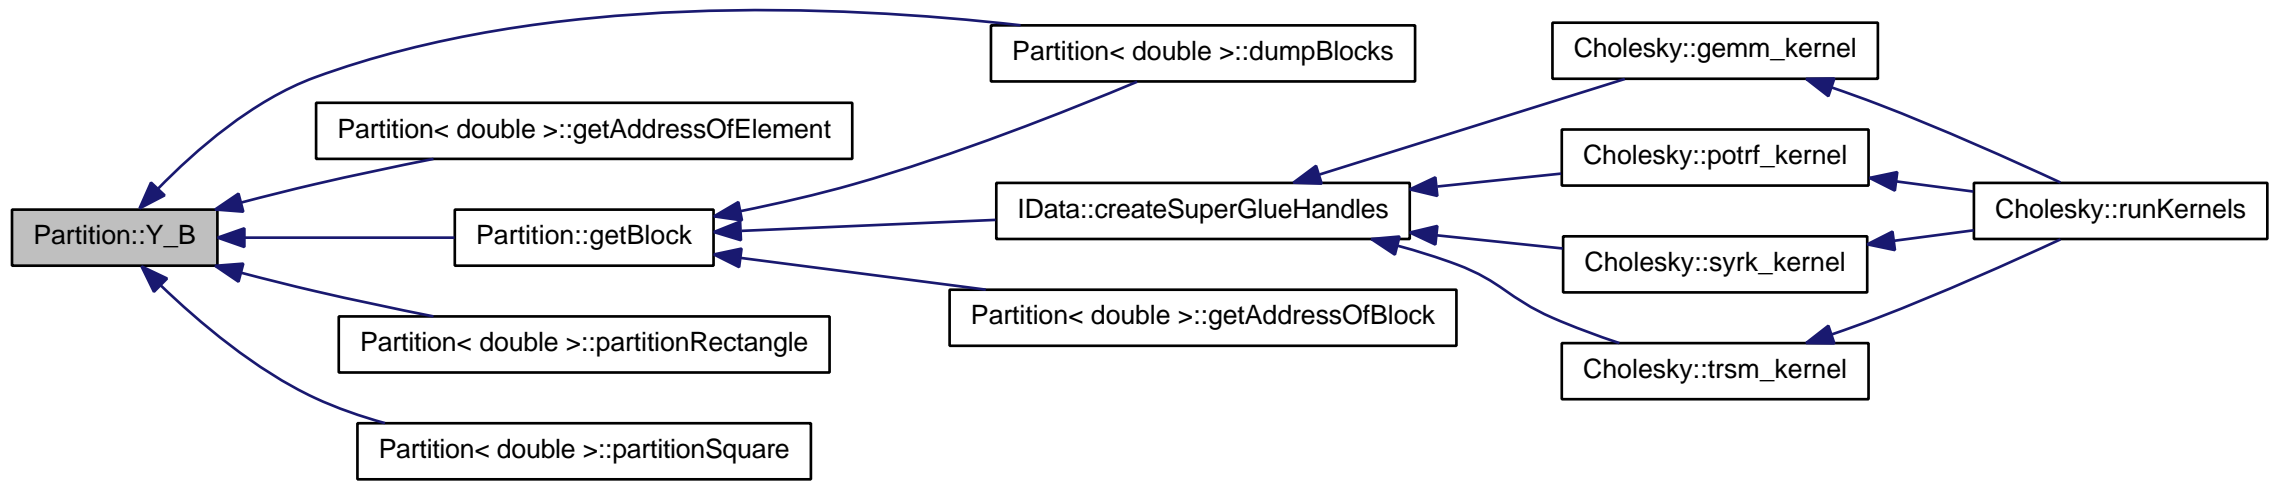 Partition::Y_B
Partition< double >::dumpBlocks
Partition< double >::getAddressOfElement
Partition::getBlock
Partition< double >::partitionRectangle
Partition< double >::partitionSquare
IData::createSuperGlueHandles
Partition< double >::getAddressOfBlock
Cholesky::gemm_kernel
Cholesky::potrf_kernel
Cholesky::syrk_kernel
Cholesky::trsm_kernel
Cholesky::runKernels